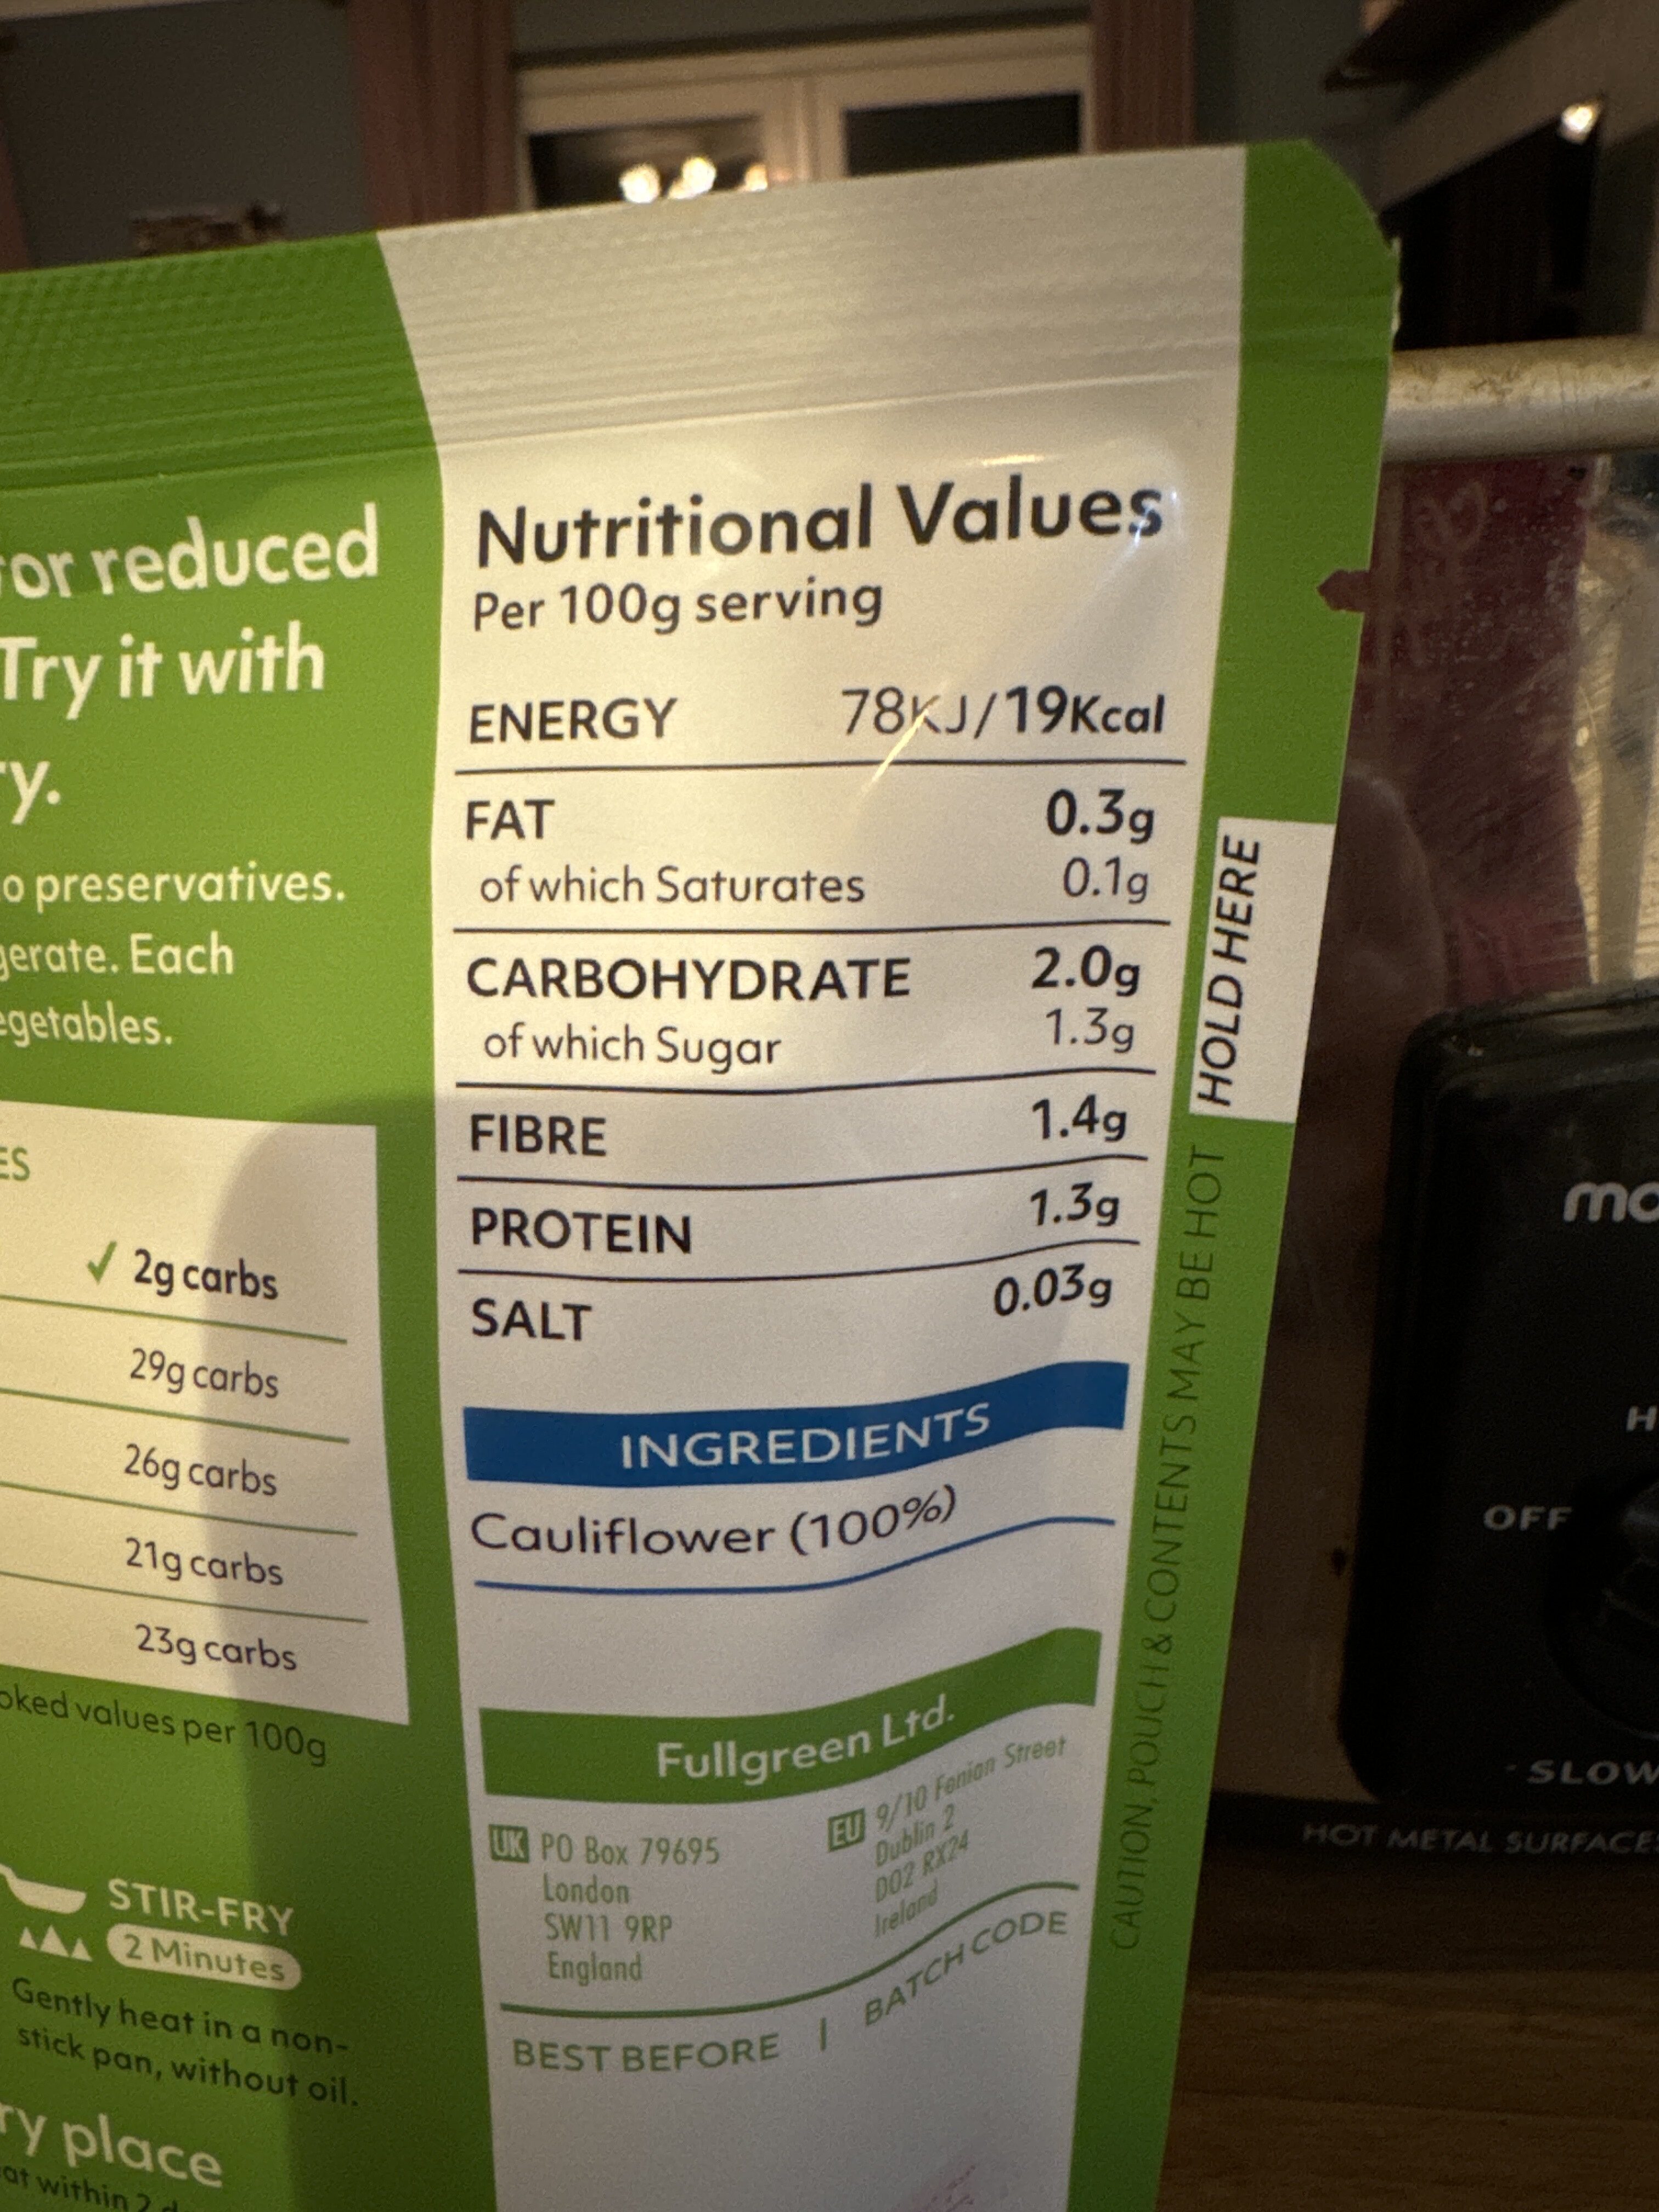 or reduced
Try it with
y.
o preservatives.
gerate. Each
egetables.
ES
✓ 2g carbs
29g carbs
26g carbs
21g carbs
23g carbs
oked values per 100g
STIR-FRY
2 Minutes
Gently heat in a non-
stick pan, without oil.
ry place
at within 2 d
Nutritional Values
Per 100g serving
ENERGY 78KJ/19Kcal
FAT 0.3g
of which Saturates 0.1g
CARBOHYDRATE 2.0g
of which Sugar 1.3g
FIBRE 1.4g
PROTEIN 1.3g
SALT 0.03g
INGREDIENTS
Cauliflower (100%)
Fullgreen Ltd.
UK PO Box 79695
London
SW11 9RP
England
EU 9/10 Fenian Street
Dublin 2
D02 RX24
Ireland
BEST BEFORE | BATCH CODE
CAUTION, POUCH & CONTENTS MAY BE HOT HOLD HERE
mo
H
OFF
SLOW
HOT METAL SURFACES